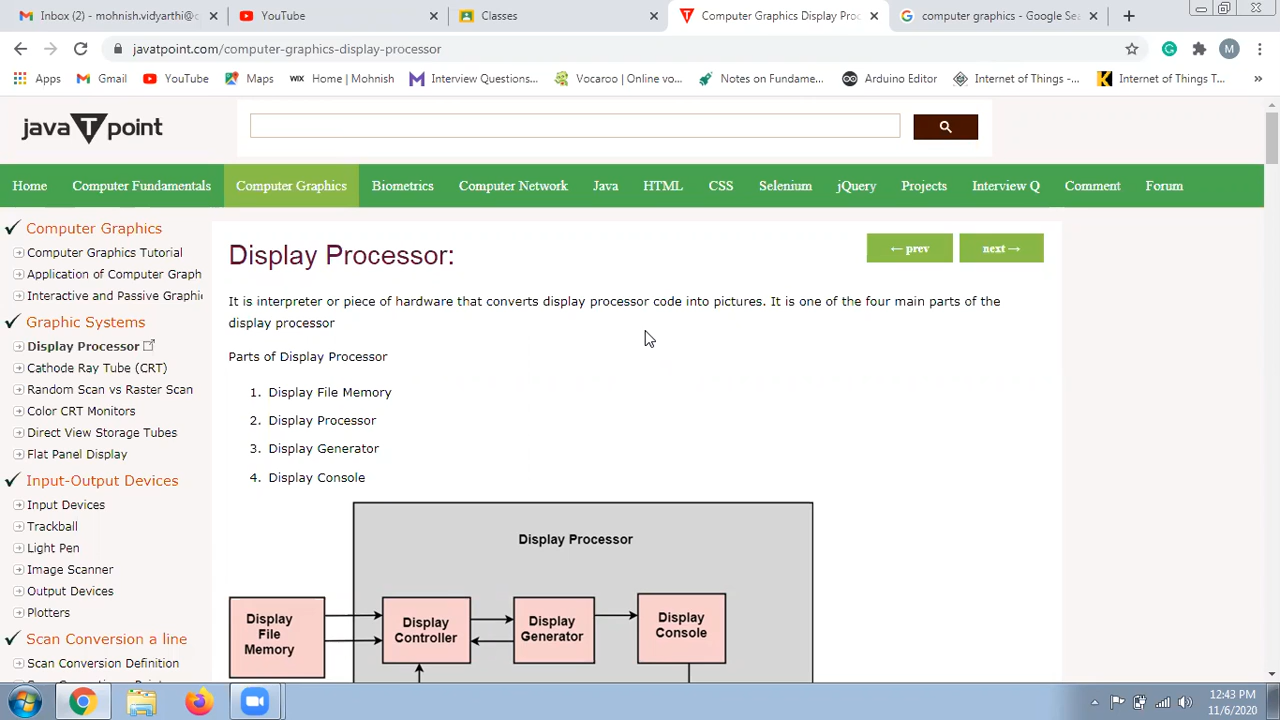 Inbox (2) - mohnish.vidyarthi@c
YouTube
Classes
Computer Graphics Display Proc
computer graphics - Google Sea
javatpoint.com/computer-graphics-display-processor
M
Apps
Gmail
YouTube
Maps
WIX Home | Mohnish
Interview Questions...
Vocaroo | Online vo...
Notes on Fundame...
Arduino Editor
Internet of Things -...
Internet of Things T...
»
java T point
Home
Computer Fundamentals
Computer Graphics
Biometrics
Computer Network
Java
HTML
CSS
Selenium
jQuery
Projects
Interview Q
Comment
Forum
Computer Graphics
Computer Graphics Tutorial
Application of Computer Graph
Interactive and Passive Graphi
Graphic Systems
Display Processor
Cathode Ray Tube (CRT)
Random Scan vs Raster Scan
Color CRT Monitors
Direct View Storage Tubes
Flat Panel Display
Input-Output Devices
Input Devices
Trackball
Light Pen
Image Scanner
Output Devices
Plotters
Scan Conversion a line
Scan Conversion Definition
Display Processor:
← prev
next →
It is interpreter or piece of hardware that converts display processor code into pictures. It is one of the four main parts of the
display processor
Parts of Display Processor
1. Display File Memory
2. Display Processor
3. Display Generator
4. Display Console
Display Processor
Display
File
Memory
Display
Controller
Display
Generator
Display
Console
12:43 PM
11/6/2020